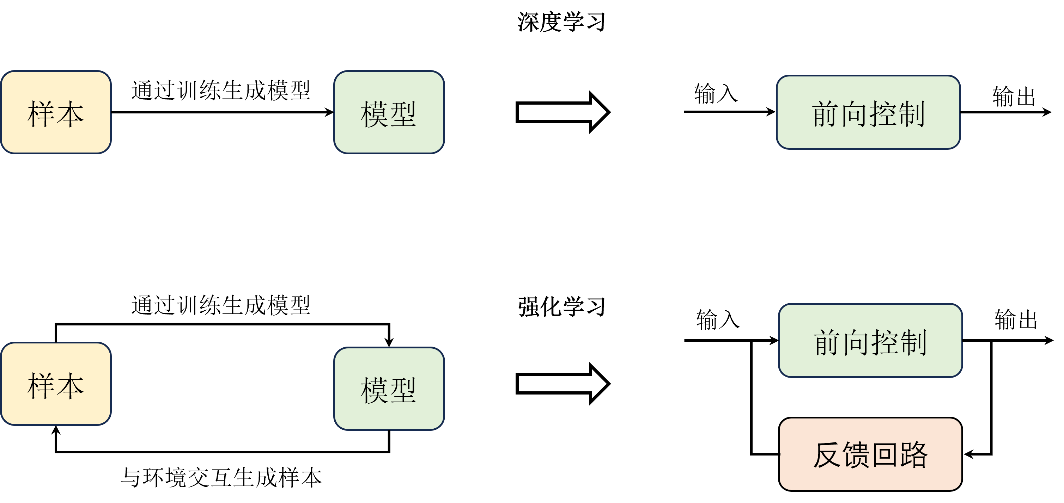 深度学习
样本
通过训练生成模型
模型
输入
前向控制
输出
强化学习
通过训练生成模型
样本
模型
与环境交互生成样本
输入
前向控制
输出
反馈回路